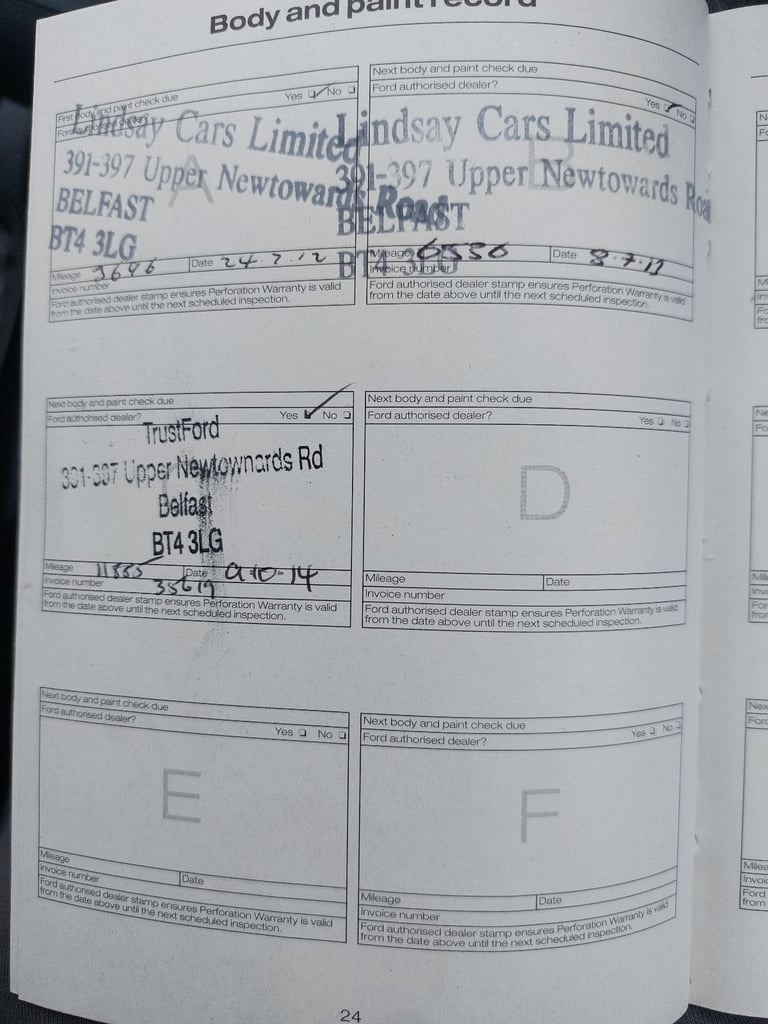 Body and paint record
First body and paint check due
Yes No
Ford authorised dealer?
Lindsay Cars Limited
391-397 Upper Newtowards Road
BELFAST
BT4 3LG
A
Mileage 3696 Date 24.7.12
Invoice number
Ford authorised dealer stamp ensures Perforation Warranty is valid
from the date above until the next scheduled inspection.
Next body and paint check due
Ford authorised dealer?
Yes No
Lindsay Cars Limited
391-397 Upper Newtowards Road
BELFAST
BT4 3LG
B
Mileage 6536 Date 8.7.13
Invoice number
Ford authorised dealer stamp ensures Perforation Warranty is valid
from the date above until the next scheduled inspection.
Next body and paint check due
Ford authorised dealer? Yes No
TrustFord
391-397 Upper Newtownards Rd
Belfast
BT4 3LG
Mileage Date 9-10-14
Invoice number 35619
Ford authorised dealer stamp ensures Perforation Warranty is valid
from the date above until the next scheduled inspection.
Next body and paint check due
Ford authorised dealer? Yes No
D
Mileage Date
Invoice number
Ford authorised dealer stamp ensures Perforation Warranty is valid
from the date above until the next scheduled inspection.
Next body and paint check due
Ford authorised dealer?
Yes No
E
Mileage
Date
Invoice number
Ford authorised dealer stamp ensures Perforation Warranty is valid
from the date above until the next scheduled inspection.
Next body and paint check due
Ford authorised dealer? Yes No
F
Mileage Date
Invoice number
Ford authorised dealer stamp ensures Perforation Warranty is valid
from the date above until the next scheduled inspection.
24